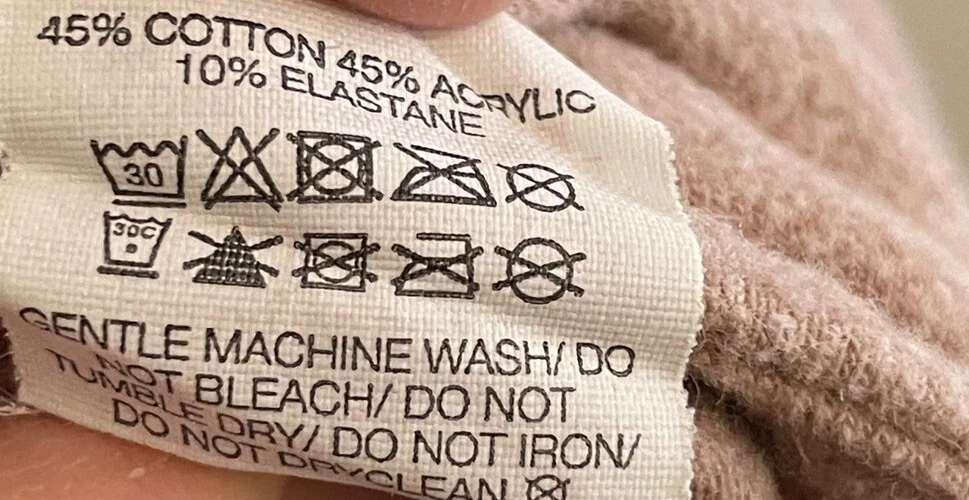 45% COTTON 45% ACRYLIC
10% ELASTANE
30
30C
GENTLE MACHINE WASH/ DO
NOT BLEACH/ DO NOT
TUMBLE DRY/ DO NOT IRON/
DO NOT DRYCLEAN